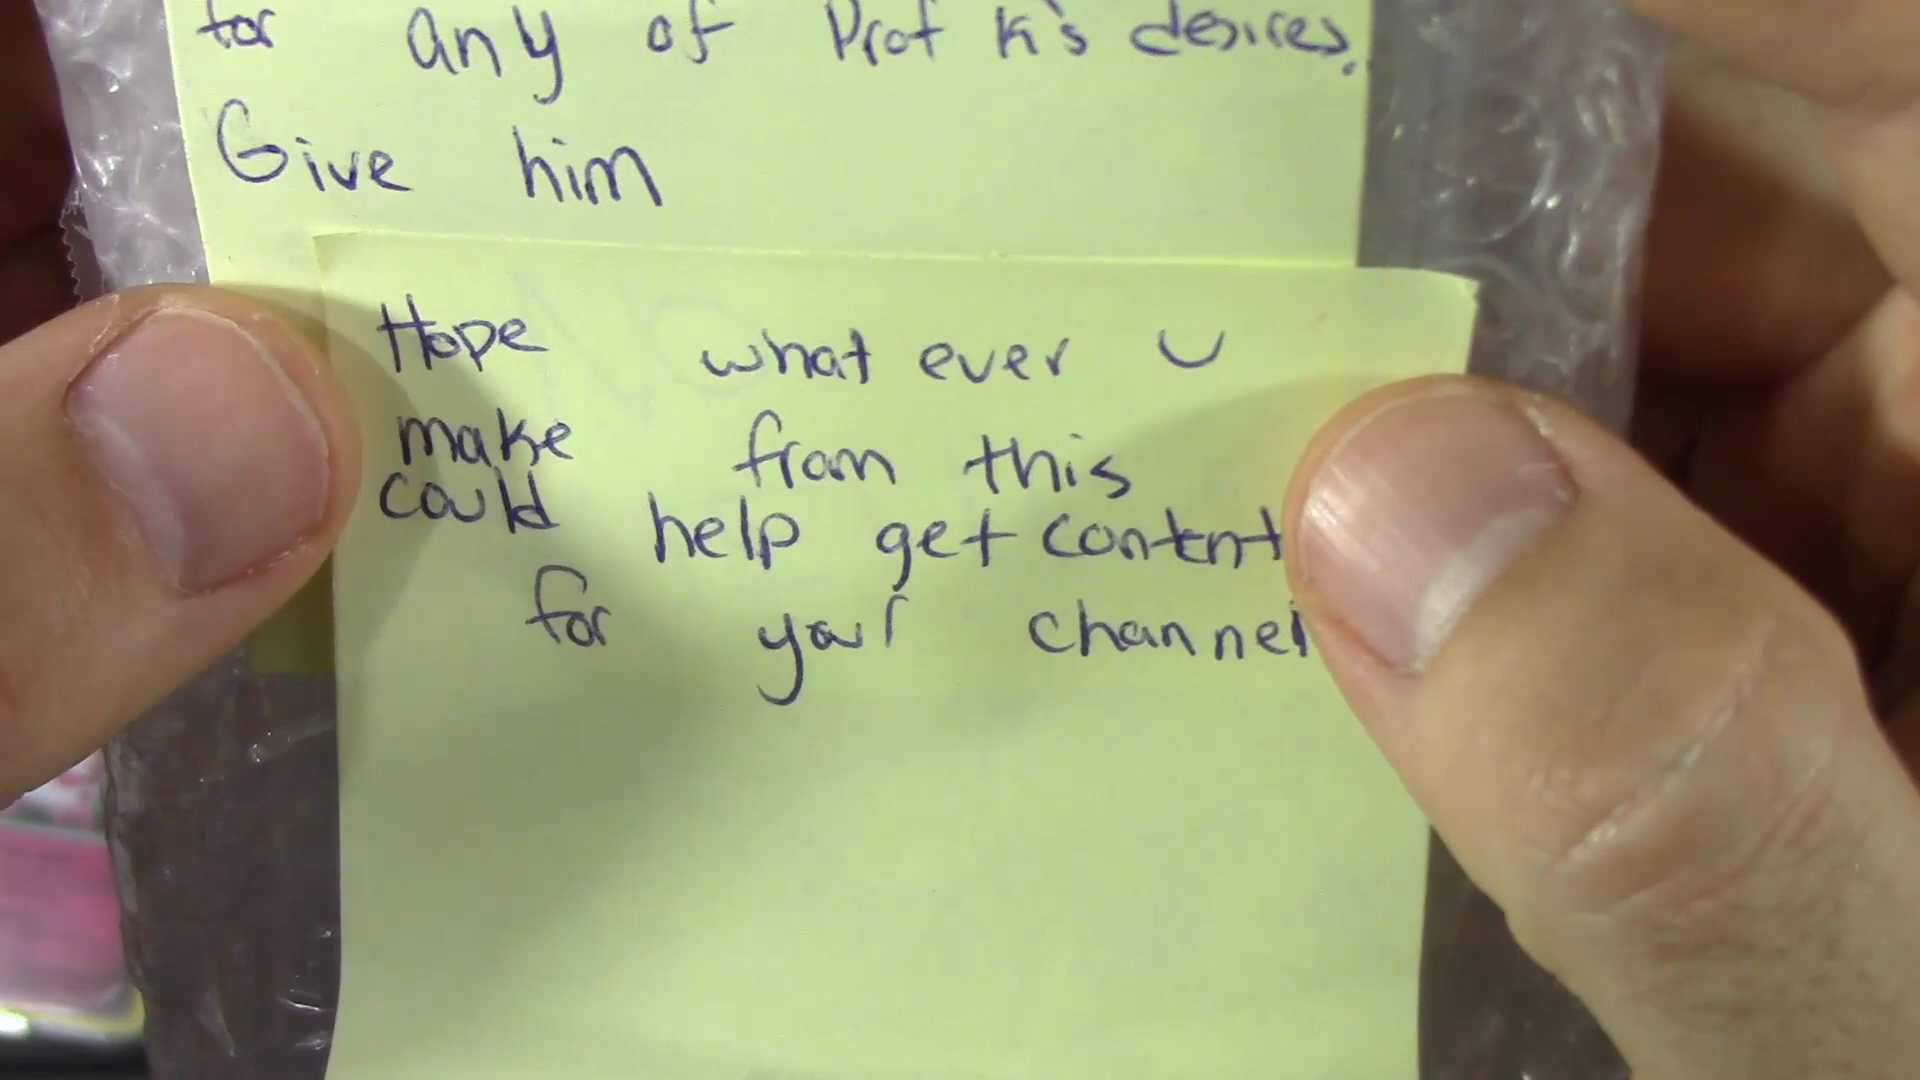 for any of Prof K's desires.
Give him
Hope what ever U
make from this
could help get content
for your channel